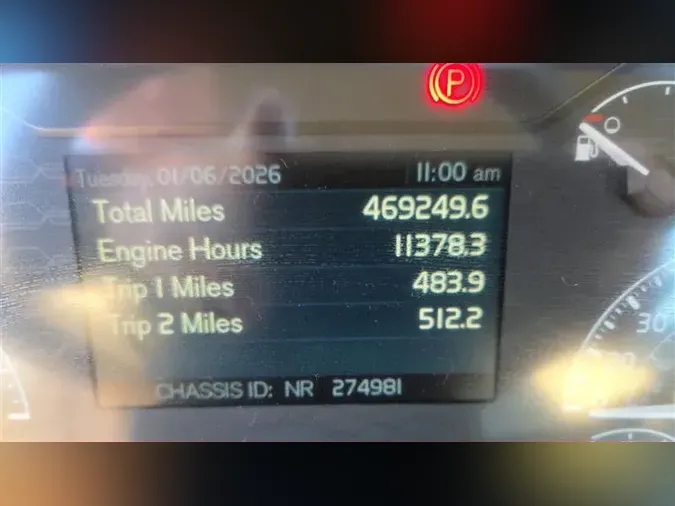 P
Tuesday, 01/06/2026 11:00 am
Total Miles 469249.6
Engine Hours 11378.3
Trip 1 Miles 483.9
Trip 2 Miles 512.2
30
CHASSIS ID: NR 274981